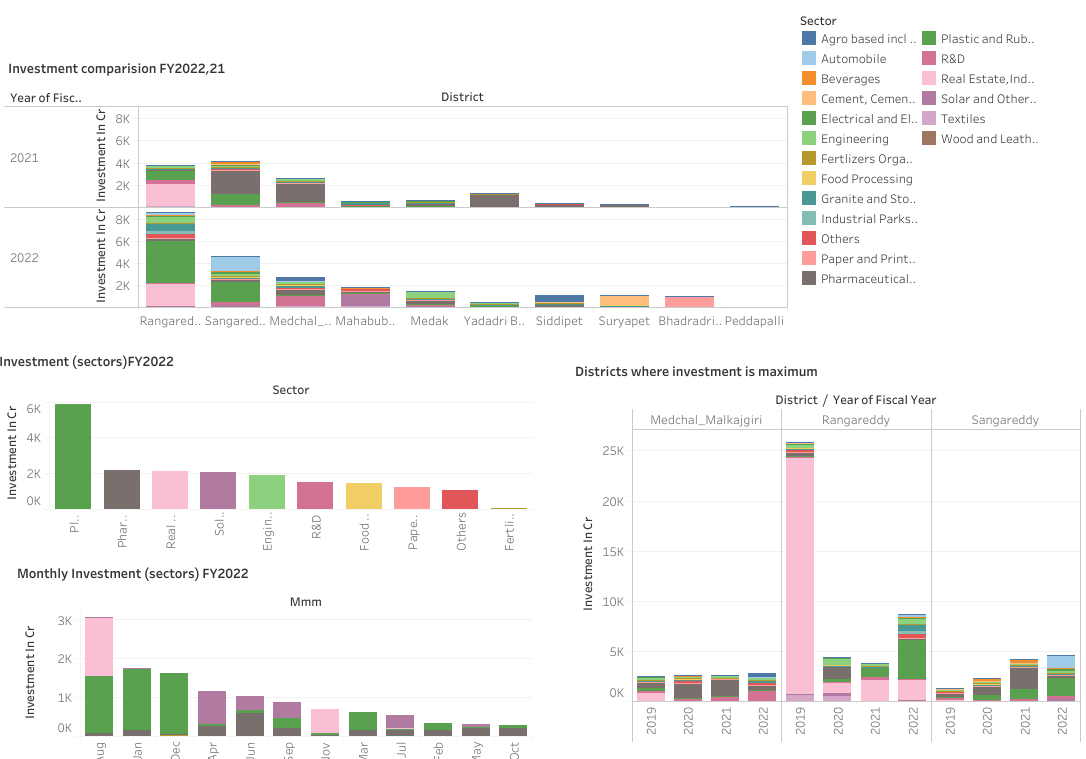 Sector
Agro based incl ..
Plastic and Rub..
Automobile
R&D
Beverages
Real Estate,Ind..
Cement, Cemen..
Solar and Other..
Electrical and El..
Textiles
Engineering
Wood and Leath..
Fertlizers Orga..
Food Processing
Granite and Sto..
Industrial Parks..
Others
Paper and Print..
Pharmaceutical..
Investment comparision FY2022,21
Year of Fisc..
District
Investment In Cr
8K
6K
4K
2K
2021
Investment In Cr
8K
6K
4K
2K
2022
Rangared.. Sangared.. Medchal_.. Mahabub.. Medak Yadadri B.. Siddipet Suryapet Bhadradri.. Peddapalli
Investment (sectors)FY2022
Sector
Investment In Cr
6K
4K
2K
0K
Pl..
Phar..
Real ..
Sol..
Engin..
R&D
Food ..
Pape..
Others
Fertli..
Monthly Investment (sectors) FY2022
Mmm
Investment In Cr
3K
2K
1K
0K
Aug
Jan
Dec
Apr
Jun
Sep
Nov
Mar
Jul
Feb
May
Oct
Districts where investment is maximum
District / Year of Fiscal Year
Medchal_Malkajgiri Rangareddy Sangareddy
Investment In Cr
25K
20K
15K
10K
5K
0K
2019
2020
2021
2022
2019
2020
2021
2022
2019
2020
2021
2022